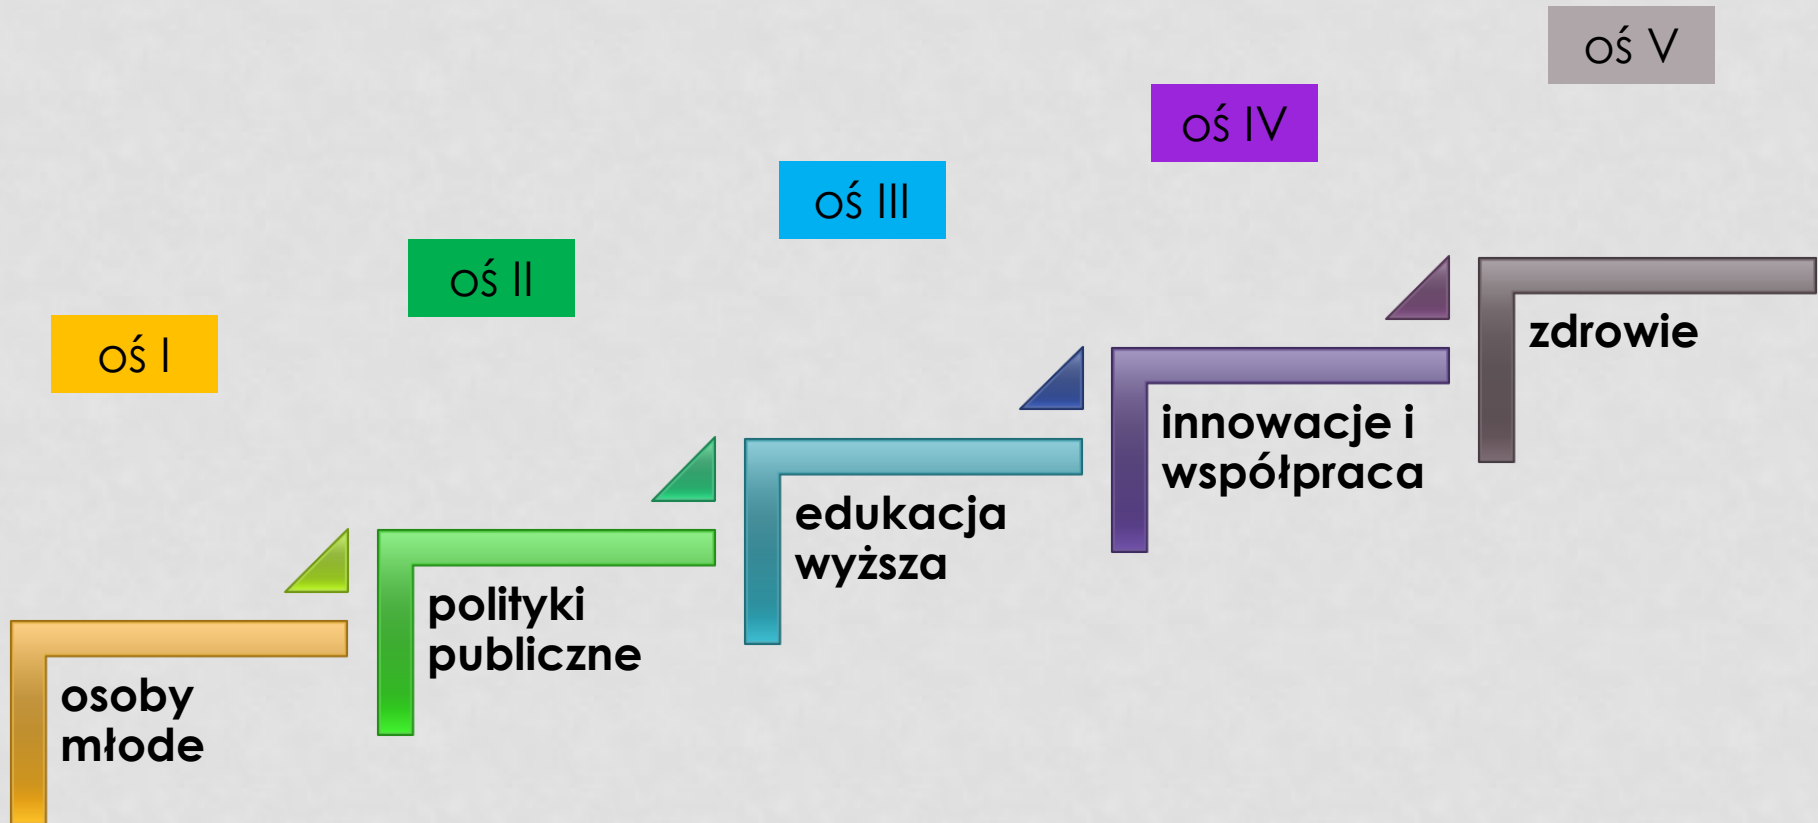 oś I
osoby
młode
oś II
polityki
publiczne
oś III
edukacja
wyższa
oś IV
innowacje i
współpraca
oś V
zdrowie